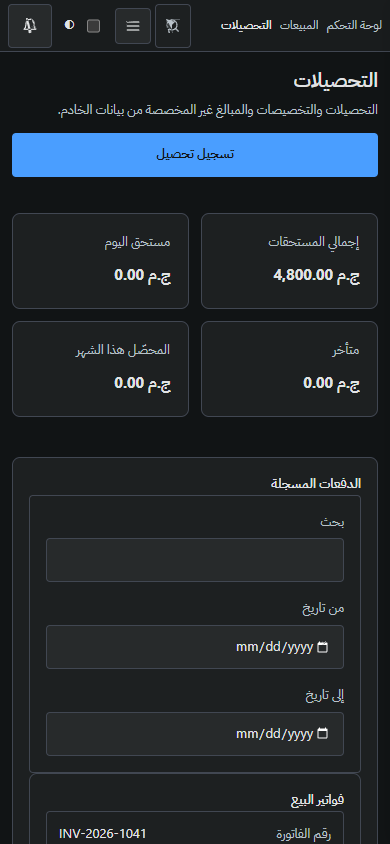 لوحة التحكم المبيعات التحصيلات
التحصيلات
التحصيلات والتخصيصات والمبالغ غير المخصصة من بيانات الخادم.
تسجيل تحصيل
إجمالي المستحقات
ج.م 4,800.00
مستحق اليوم
ج.م 0.00
متأخر
ج.م 0.00
المحصّل هذا الشهر
ج.م 0.00
الدفعات المسجلة
بحث
من تاريخ
mm/dd/yyyy
إلى تاريخ
mm/dd/yyyy
فواتير البيع
رقم الفاتورة INV-2026-1041